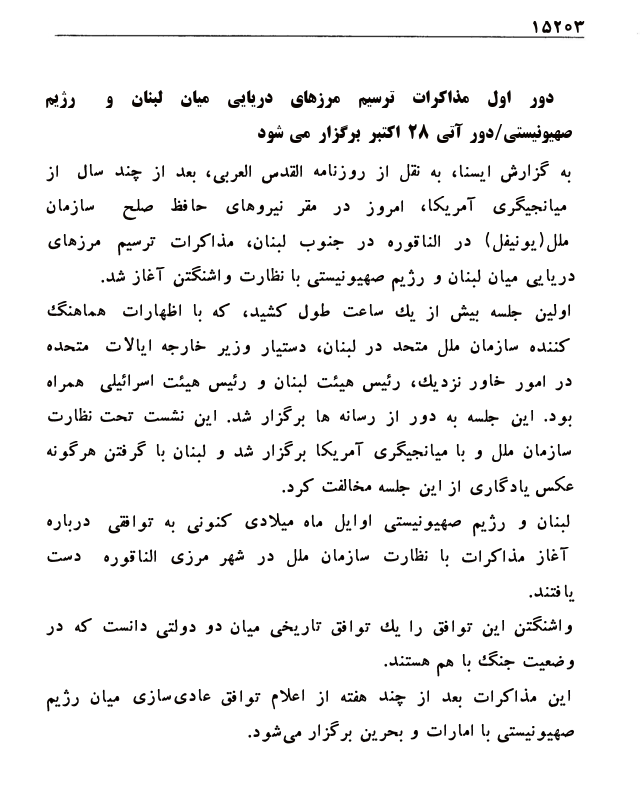 ۱۵۲۰۳
دور اول مذاکرات ترسیم مرزهای دریایی میان لبنان و رژیم
صهیونیستی/دور آتی ۲۸ اکتبر برگزار می شود
به گزارش ایسنا، به نقل از روزنامه القدس العربی، بعد از چند سال از
میانجیگری آمریکا، امروز در مقر نیروهای حافظ صلح سازمان
ملل(یونیفل) در الناقوره در جنوب لبنان، مذاکرات ترسیم مرزهای
دریایی میان لبنان و رژیم صهیونیستی با نظارت واشنگتن آغاز شد.
اولین جلسه بیش از یك ساعت طول کشید، که با اظهارات هماهنگ
کننده سازمان ملل متحد در لبنان، دستیار وزیر خارجه ایالات متحده
در امور خاور نزدیك، رئیس هیئت لبنان و رئیس هیئت اسرائیلی همراه
بود. این جلسه به دور از رسانه ها برگزار شد. این نشست تحت نظارت
سازمان ملل و با میانجیگری آمریکا برگزار شد و لبنان با گرفتن هرگونه
عکس یادگاری از این جلسه مخالفت کرد.
لبنان و رژیم صهیونیستی اوایل ماه میلادی کنونی به توافقی درباره
آغاز مذاکرات با نظارت سازمان ملل در شهر مرزی الناقوره دست
یافتند.
واشنگتن این توافق را یك توافق تاریخی میان دو دولتی دانست که در
وضعیت جنگ با هم هستند.
این مذاکرات بعد از چند هفته از اعلام توافق عادی‌سازی میان رژیم
صهیونیستی با امارات و بحرین برگزار می‌شود.